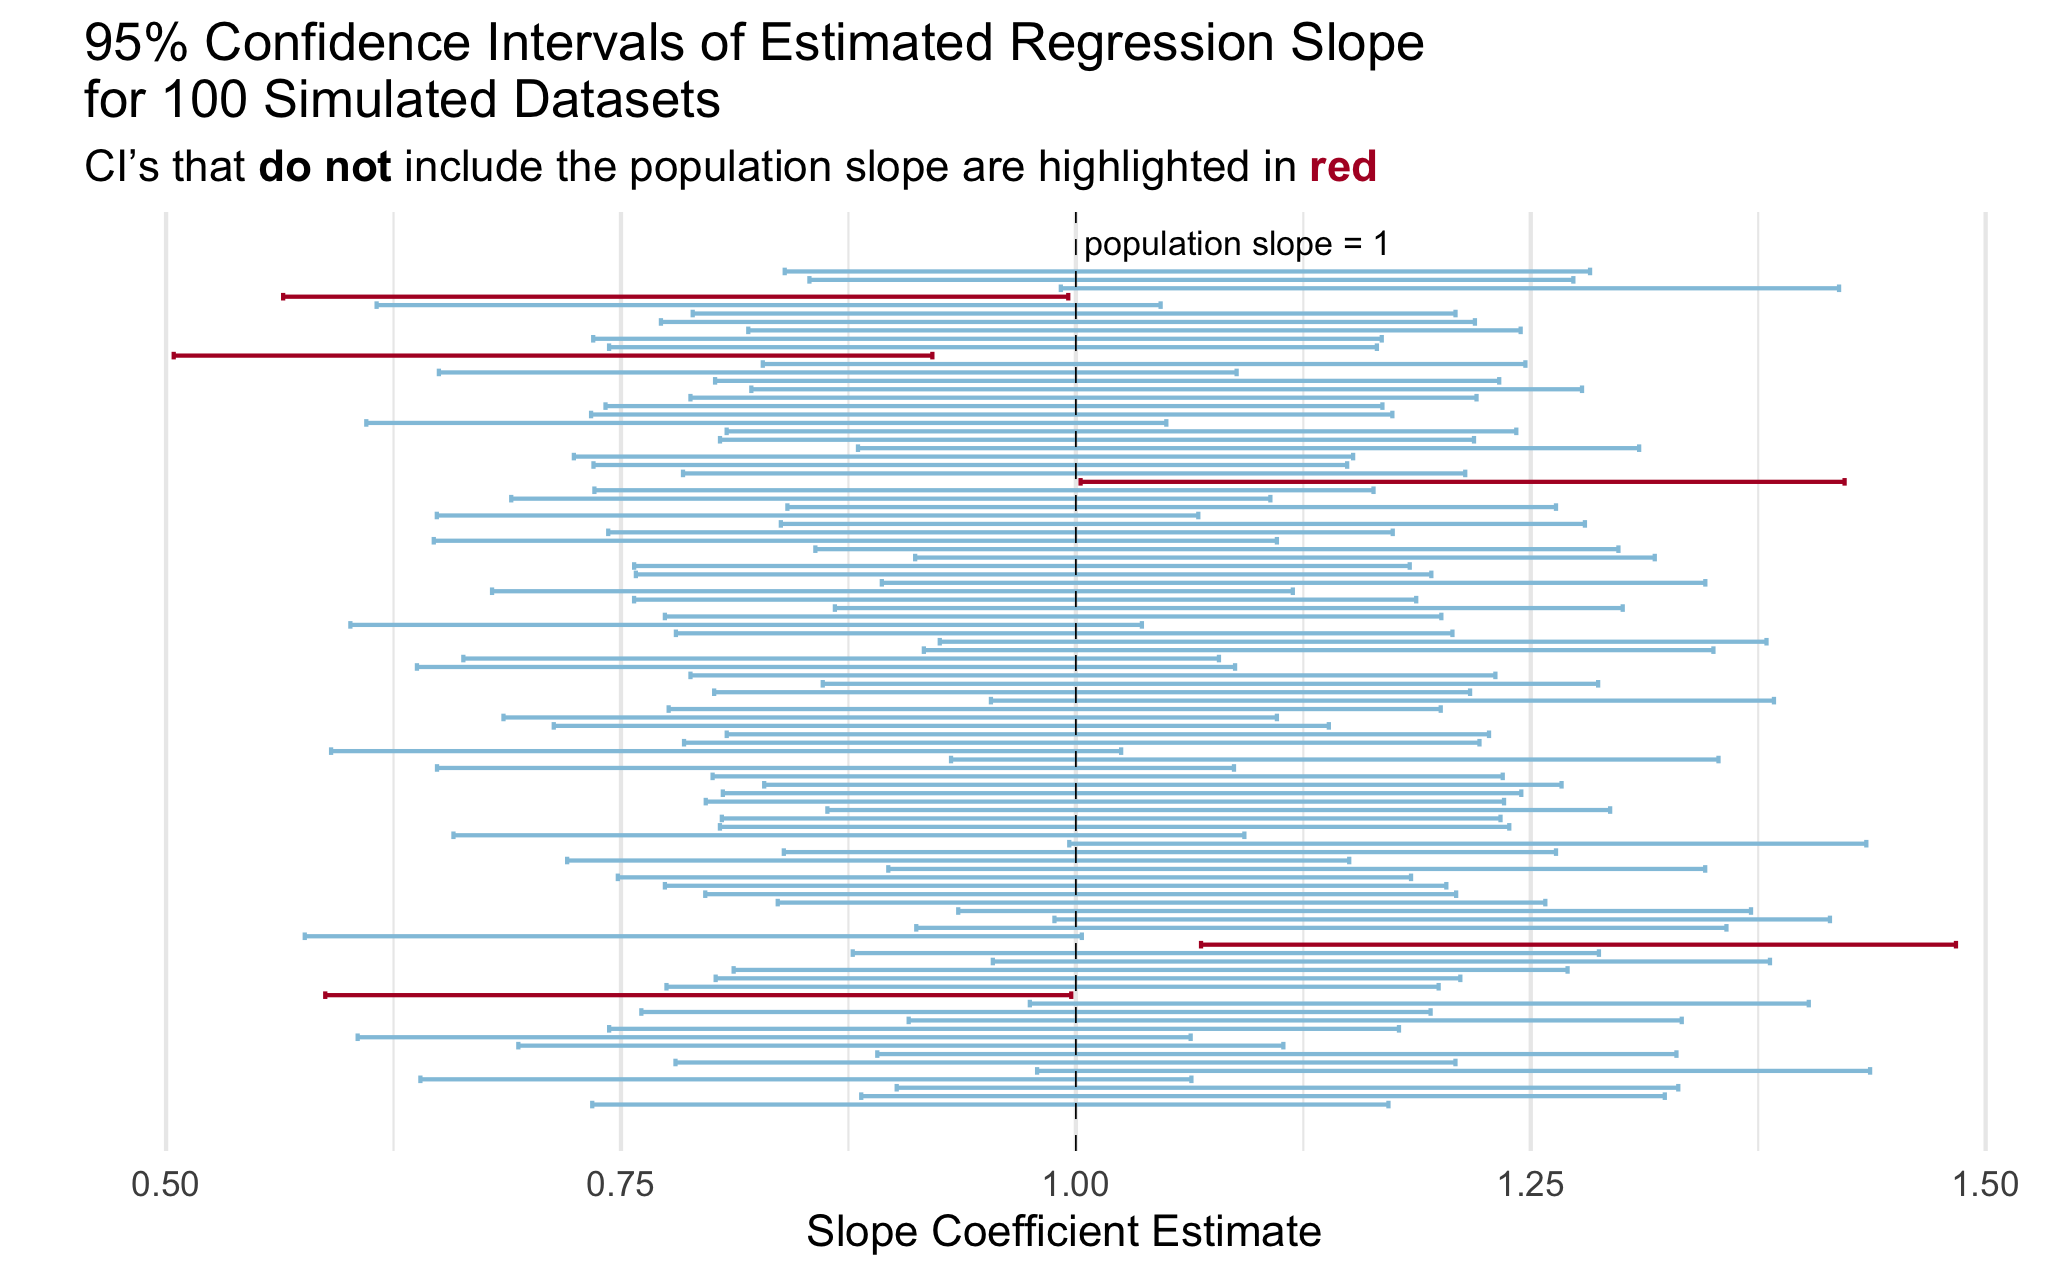 95% Confidence Intervals of Estimated Regression Slope
for 100 Simulated Datasets
CI’s that do not include the population slope are highlighted in red
population slope = 1
0.50 0.75 1.00 1.25 1.50
Slope Coefficient Estimate